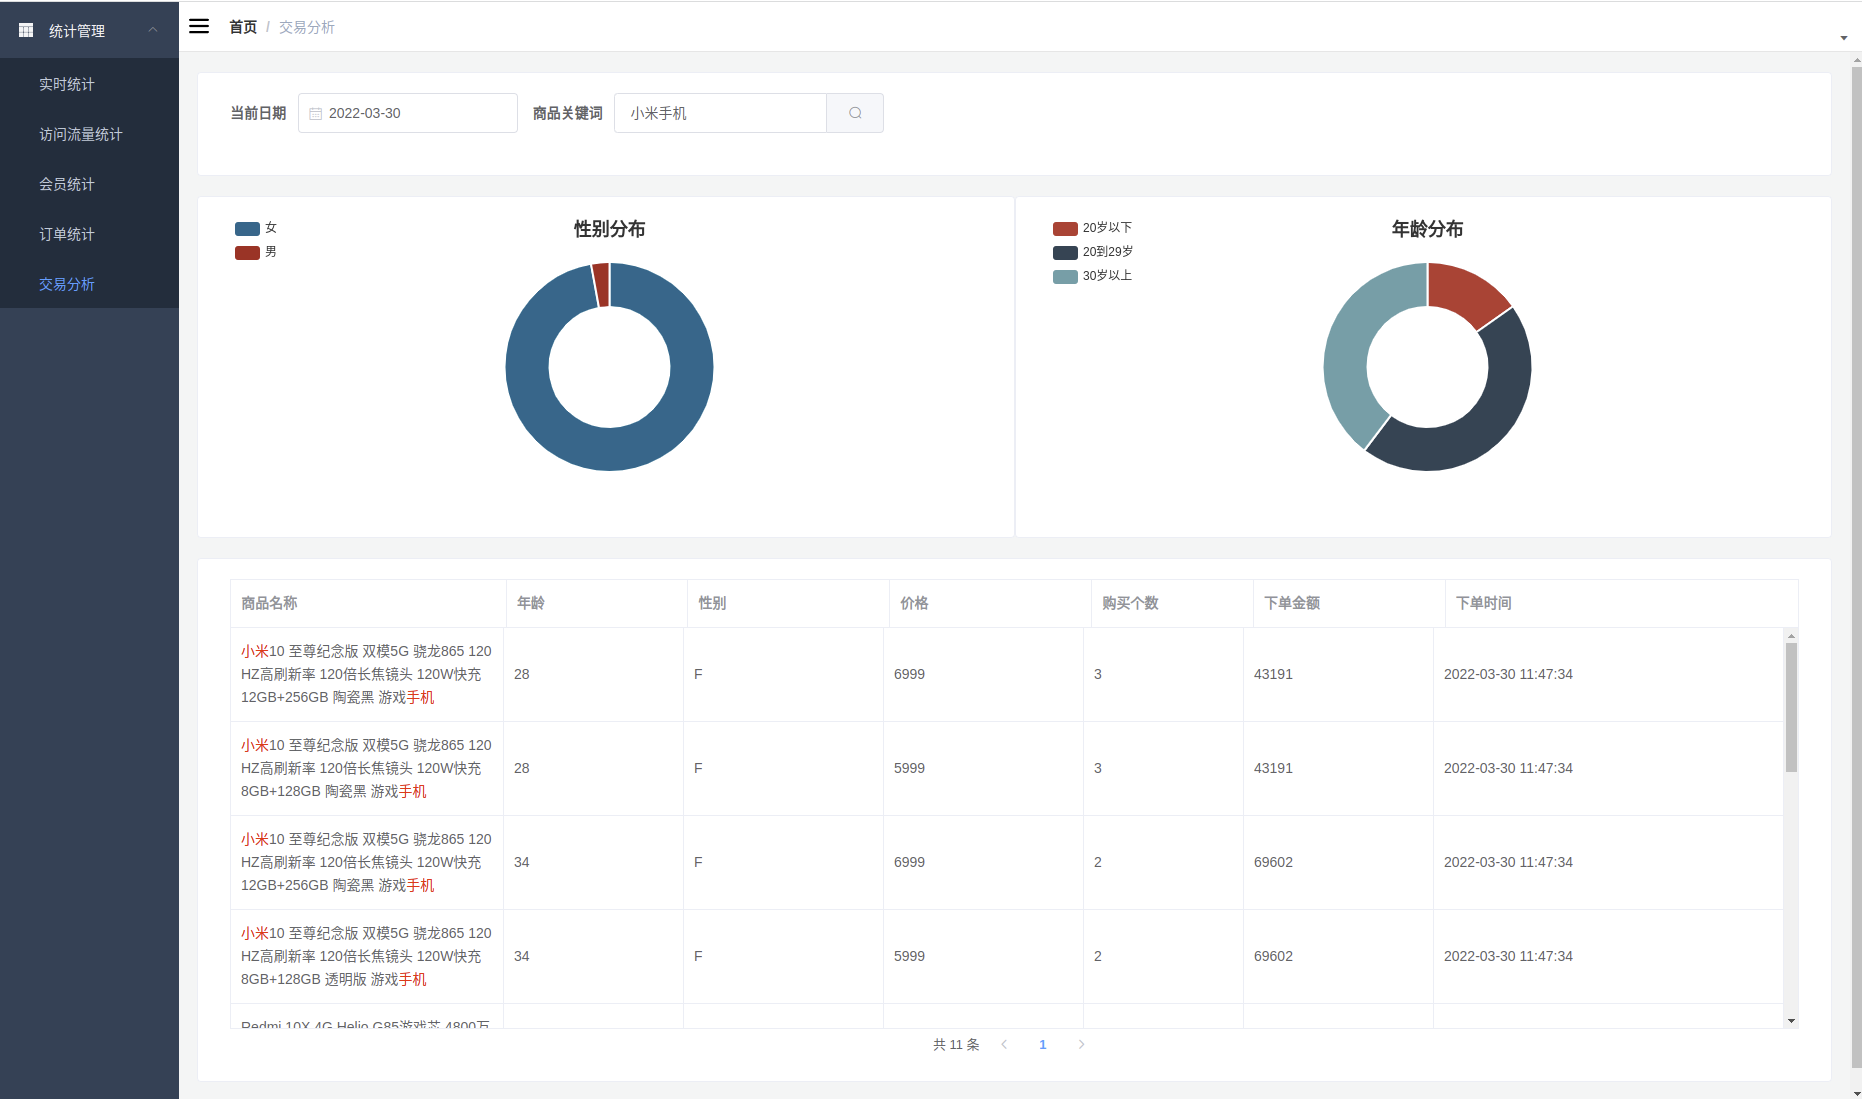 统计管理
实时统计
访问流量统计
会员统计
订单统计
交易分析
首页 / 交易分析
当前日期 2022-03-30 商品关键词 小米手机
性别分布
女
男
年龄分布
20岁以下
20到29岁
30岁以上
商品名称 年龄 性别 价格 购买个数 下单金额 下单时间
小米10 至尊纪念版 双模5G 骁龙865 120
HZ高刷新率 120倍长焦镜头 120W快充
12GB+256GB 陶瓷黑 游戏手机
28 F 6999 3 43191 2022-03-30 11:47:34
小米10 至尊纪念版 双模5G 骁龙865 120
HZ高刷新率 120倍长焦镜头 120W快充
8GB+128GB 陶瓷黑 游戏手机
28 F 5999 3 43191 2022-03-30 11:47:34
小米10 至尊纪念版 双模5G 骁龙865 120
HZ高刷新率 120倍长焦镜头 120W快充
12GB+256GB 陶瓷黑 游戏手机
34 F 6999 2 69602 2022-03-30 11:47:34
小米10 至尊纪念版 双模5G 骁龙865 120
HZ高刷新率 120倍长焦镜头 120W快充
8GB+128GB 透明版 游戏手机
34 F 5999 2 69602 2022-03-30 11:47:34
Redmi 10X 4G Helio G85游戏芯 4800万
共 11 条 1